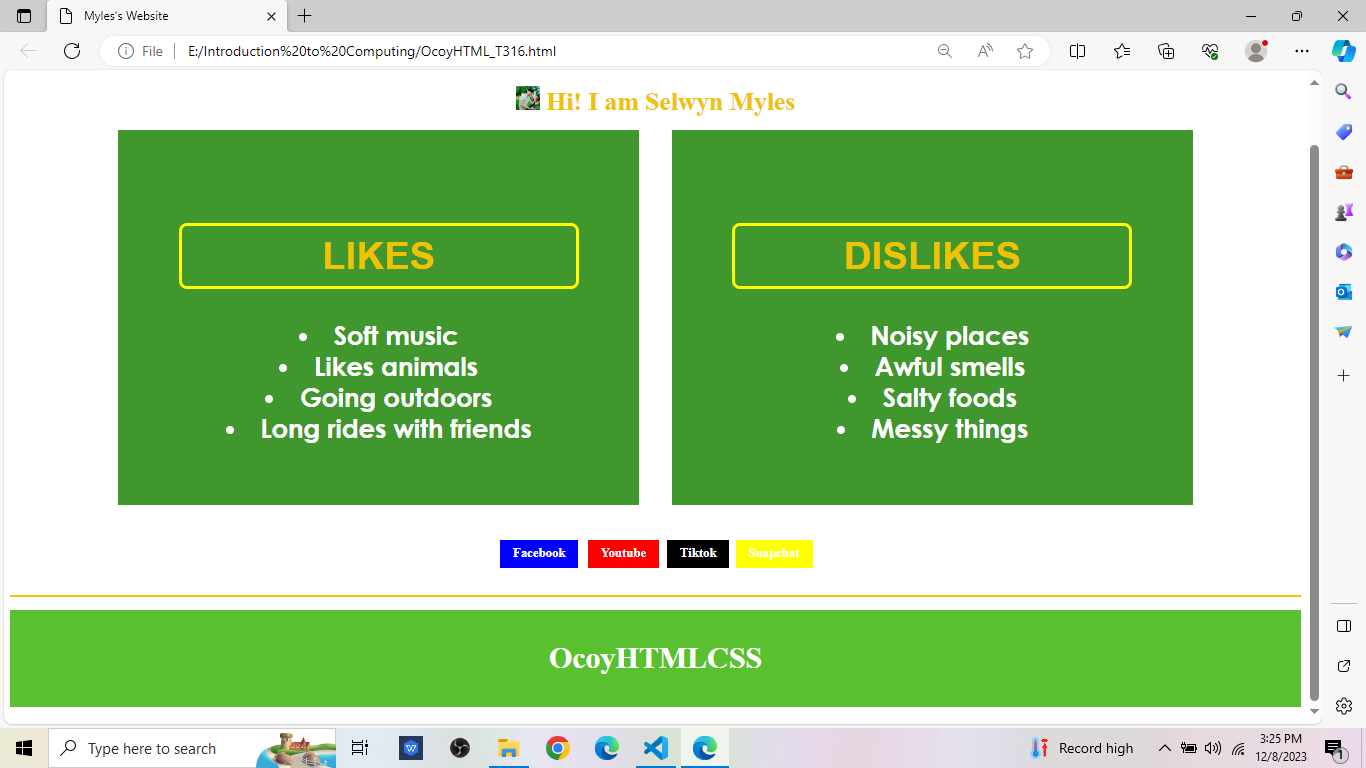 Myles's Website
File
E:/Introduction%20to%20Computing/OcoyHTML_T316.html
Hi! I am Selwyn Myles
LIKES
• Soft music
• Likes animals
• Going outdoors
• Long rides with friends
DISLIKES
• Noisy places
• Awful smells
• Salty foods
• Messy things
Facebook Youtube Tiktok Snapchat
OcoyHTMLCSS
Type here to search
Record high
3:25 PM
12/8/2023
1